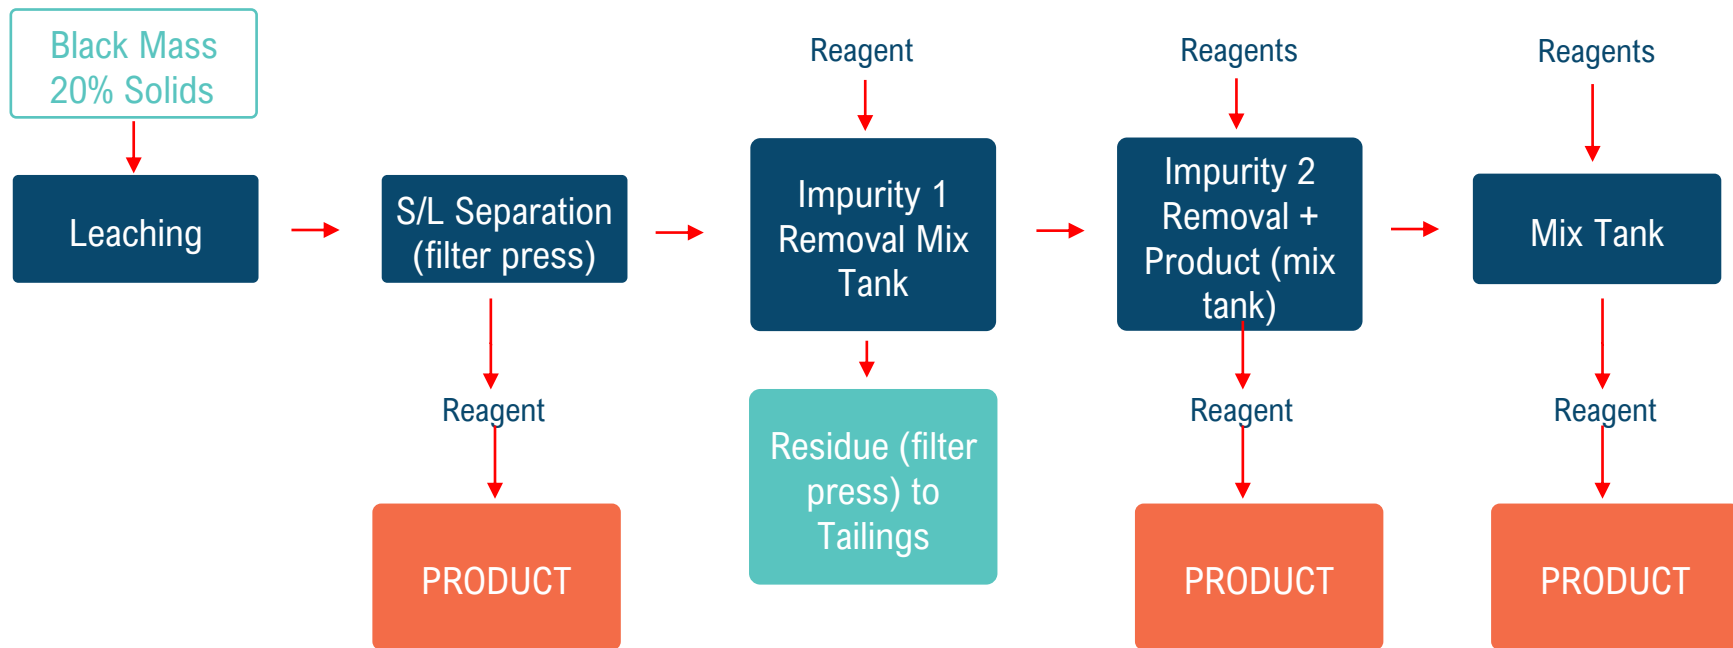 Black Mass
20% Solids
Reagent
Reagents
Reagents
Leaching
S/L Separation
(filter press)
Impurity 1
Removal Mix
Tank
Impurity 2
Removal +
Product (mix
tank)
Mix Tank
Reagent
Residue (filter
press) to
Tailings
Reagent
Reagent
PRODUCT
PRODUCT
PRODUCT